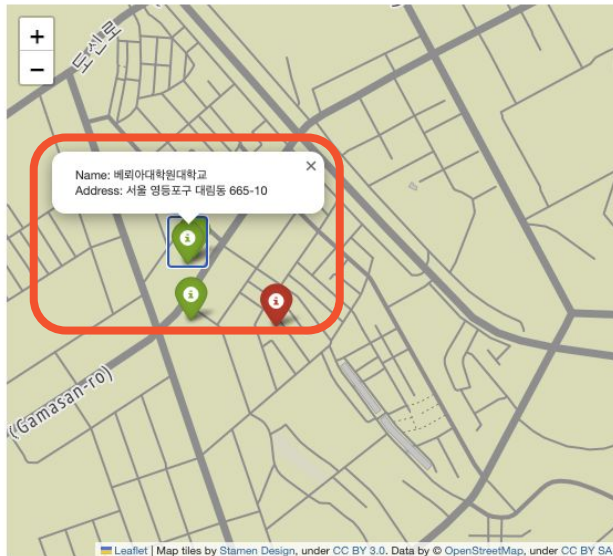 +
−
도신로
Name: 베뢰아대학원대학교
Address: 서울 영등포구 대림동 665-10
×
(Gamasan-ro)
Leaflet | Map tiles by Stamen Design, under CC BY 3.0. Data by © OpenStreetMap, under CC BY SA